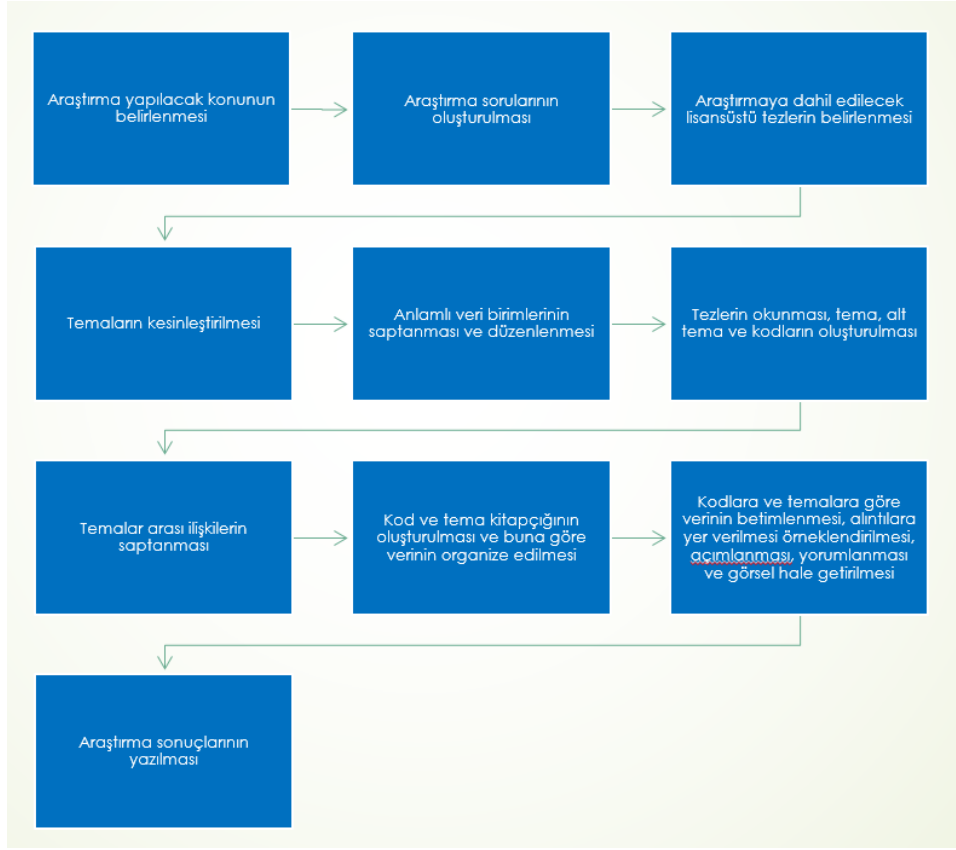 Araştırma yapılacak konunun
belirlenmesi
Araştırma sorularının
oluşturulması
Araştırmaya dahil edilecek
lisansüstü tezlerin belirlenmesi
Temaların kesinleştirilmesi
Anlamlı veri birimlerinin
saptanması ve düzenlenmesi
Tezlerin okunması, tema, alt
tema ve kodların oluşturulması
Temalar arası ilişkilerin
saptanması
Kod ve tema kitapçığının
oluşturulması ve buna göre
verinin organize edilmesi
Kodlara ve temalara göre
verinin betimlenmesi, alıntılara
yer verilmesi örneklendirilmesi,
açımlanması, yorumlanması
ve görsel hale getirilmesi
Araştırma sonuçlarının
yazılması